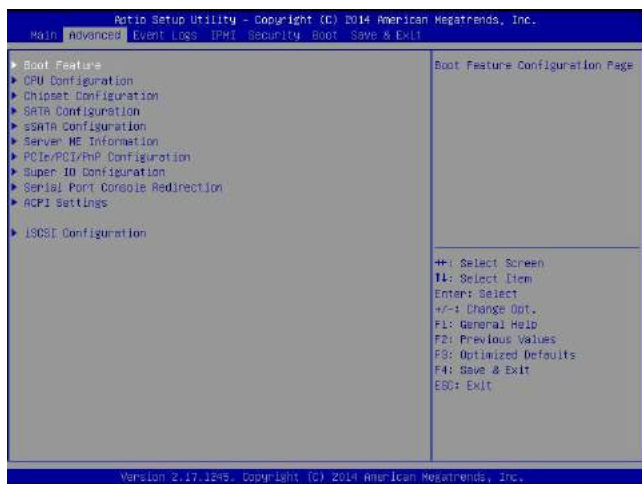 Aptio Setup Utility - Copyright (C) 2014 American Megatrends, Inc.
Main Advanced Event Logs IPMI Security Boot Save & Exit
▶ Boot Feature
▶ CPU Configuration
▶ Chipset Configuration
▶ SATA Configuration
▶ sSATA Configuration
▶ Server ME Information
▶ PCIe/PCI/PnP Configuration
▶ Super IO Configuration
▶ Serial Port Console Redirection
▶ ACPI Settings
▶ iSCSI Configuration
Boot Feature Configuration Page
→←: Select Screen
↑↓: Select Item
Enter: Select
+/-: Change Opt.
F1: General Help
F2: Previous Values
F3: Optimized Defaults
F4: Save & Exit
ESC: Exit
Version 2.17.1245. Copyright (C) 2014 American Megatrends, Inc.